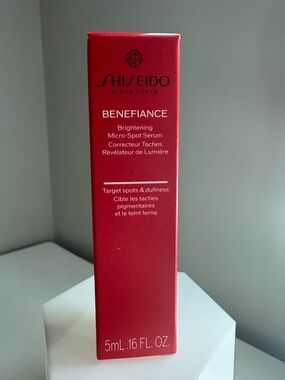 SHISEIDO
GINZA TOKYO
BENEFIANCE
Brightening
Micro-Spot Serum
Correcteur Taches
Révélateur de Lumière
Target spots & dullness
Cible les taches
pigmentaires
et le teint terne
5mL .16 FL. OZ.